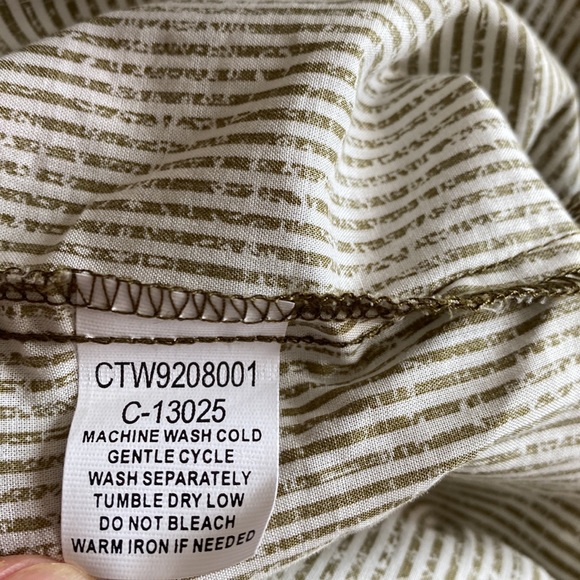 CTW9208001
C-13025
MACHINE WASH COLD
GENTLE CYCLE
WASH SEPARATELY
TUMBLE DRY LOW
DO NOT BLEACH
WARM IRON IF NEEDED